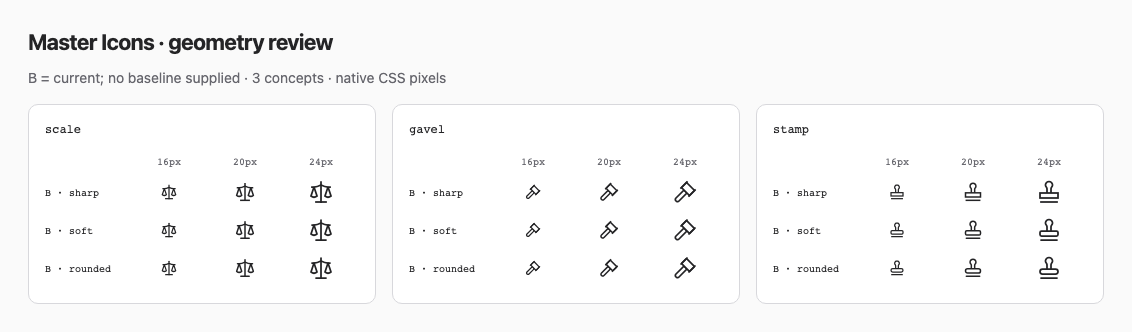 Master Icons · geometry review
B = current; no baseline supplied · 3 concepts · native CSS pixels
scale
16px 20px 24px
B · sharp
B · soft
B · rounded
gavel
16px 20px 24px
B · sharp
B · soft
B · rounded
stamp
16px 20px 24px
B · sharp
B · soft
B · rounded